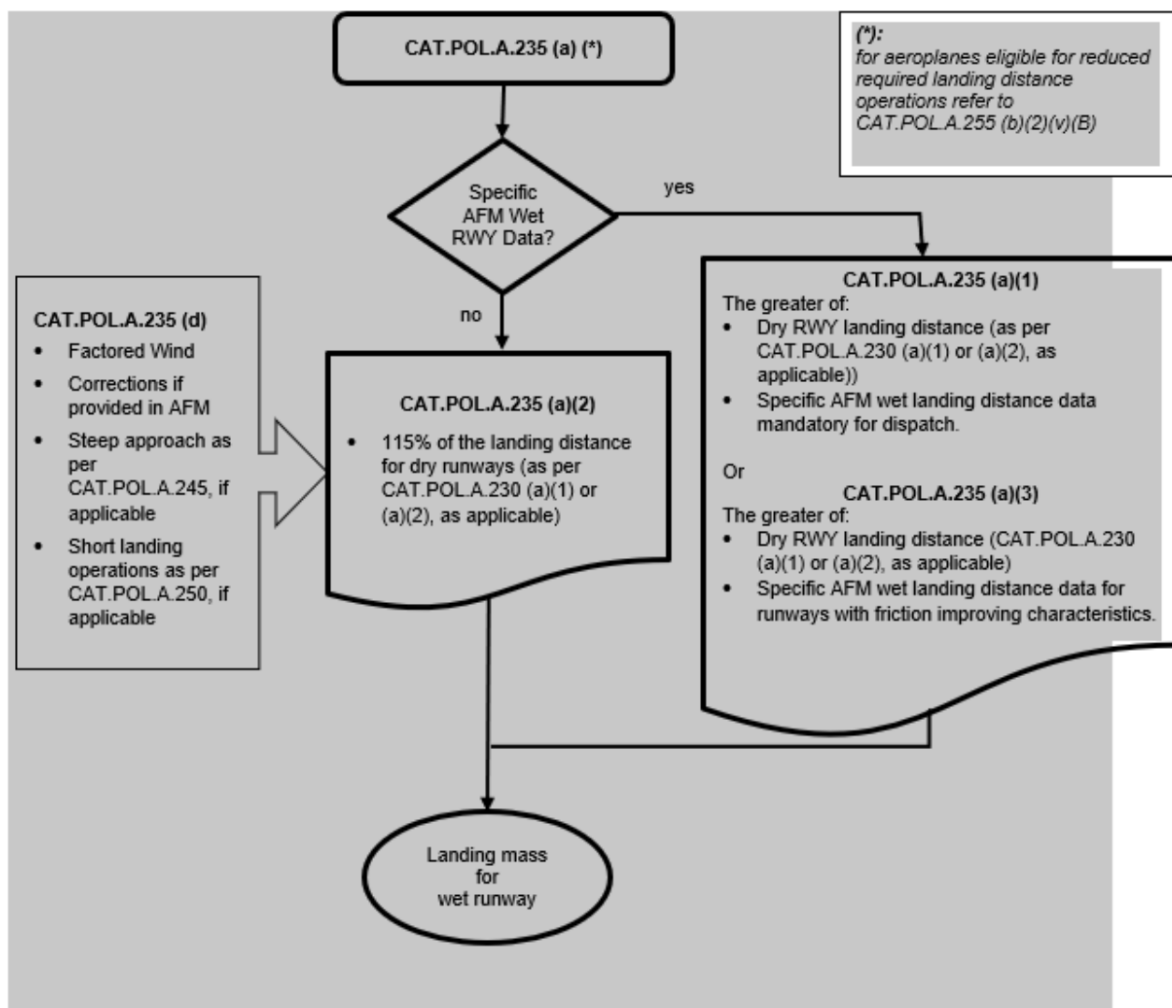 CAT.POL.A.235 (a) (*)
(*):
for aeroplanes eligible for reduced
required landing distance
operations refer to
CAT.POL.A.255 (b)(2)(v)(B)
Specific
AFM Wet
RWY Data?
yes
no
CAT.POL.A.235 (d)
• Factored Wind
• Corrections if
provided in AFM
• Steep approach as
per
CAT.POL.A.245, if
applicable
• Short landing
operations as per
CAT.POL.A.250, if
applicable
CAT.POL.A.235 (a)(2)
• 115% of the landing distance
for dry runways (as per
CAT.POL.A.230 (a)(1) or
(a)(2), as applicable)
CAT.POL.A.235 (a)(1)
The greater of:
• Dry RWY landing distance (as per
CAT.POL.A.230 (a)(1) or (a)(2), as
applicable))
• Specific AFM wet landing distance data
mandatory for dispatch.
Or
CAT.POL.A.235 (a)(3)
The greater of:
• Dry RWY landing distance (CAT.POL.A.230
(a)(1) or (a)(2), as applicable)
• Specific AFM wet landing distance data for
runways with friction improving characteristics.
Landing mass
for
wet runway